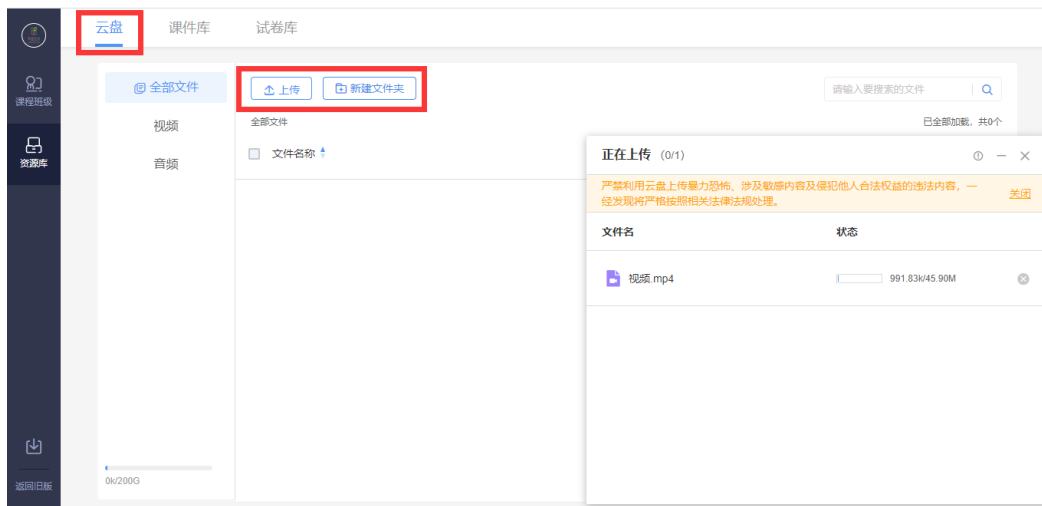 云盘 课件库 试卷库
课程班级
资源库
返回旧版
全部文件
视频
音频
0k/200G
上传 新建文件夹
请输入要搜索的文件
全部文件 已全部加载，共0个
文件名称
正在上传 (0/1)
严禁利用云盘上传暴力恐怖、涉及敏感内容及侵犯他人合法权益的违法内容，一
经发现将严格按照相关法律法规处理。
关闭
文件名 状态
视频.mp4 991.83k/45.90M